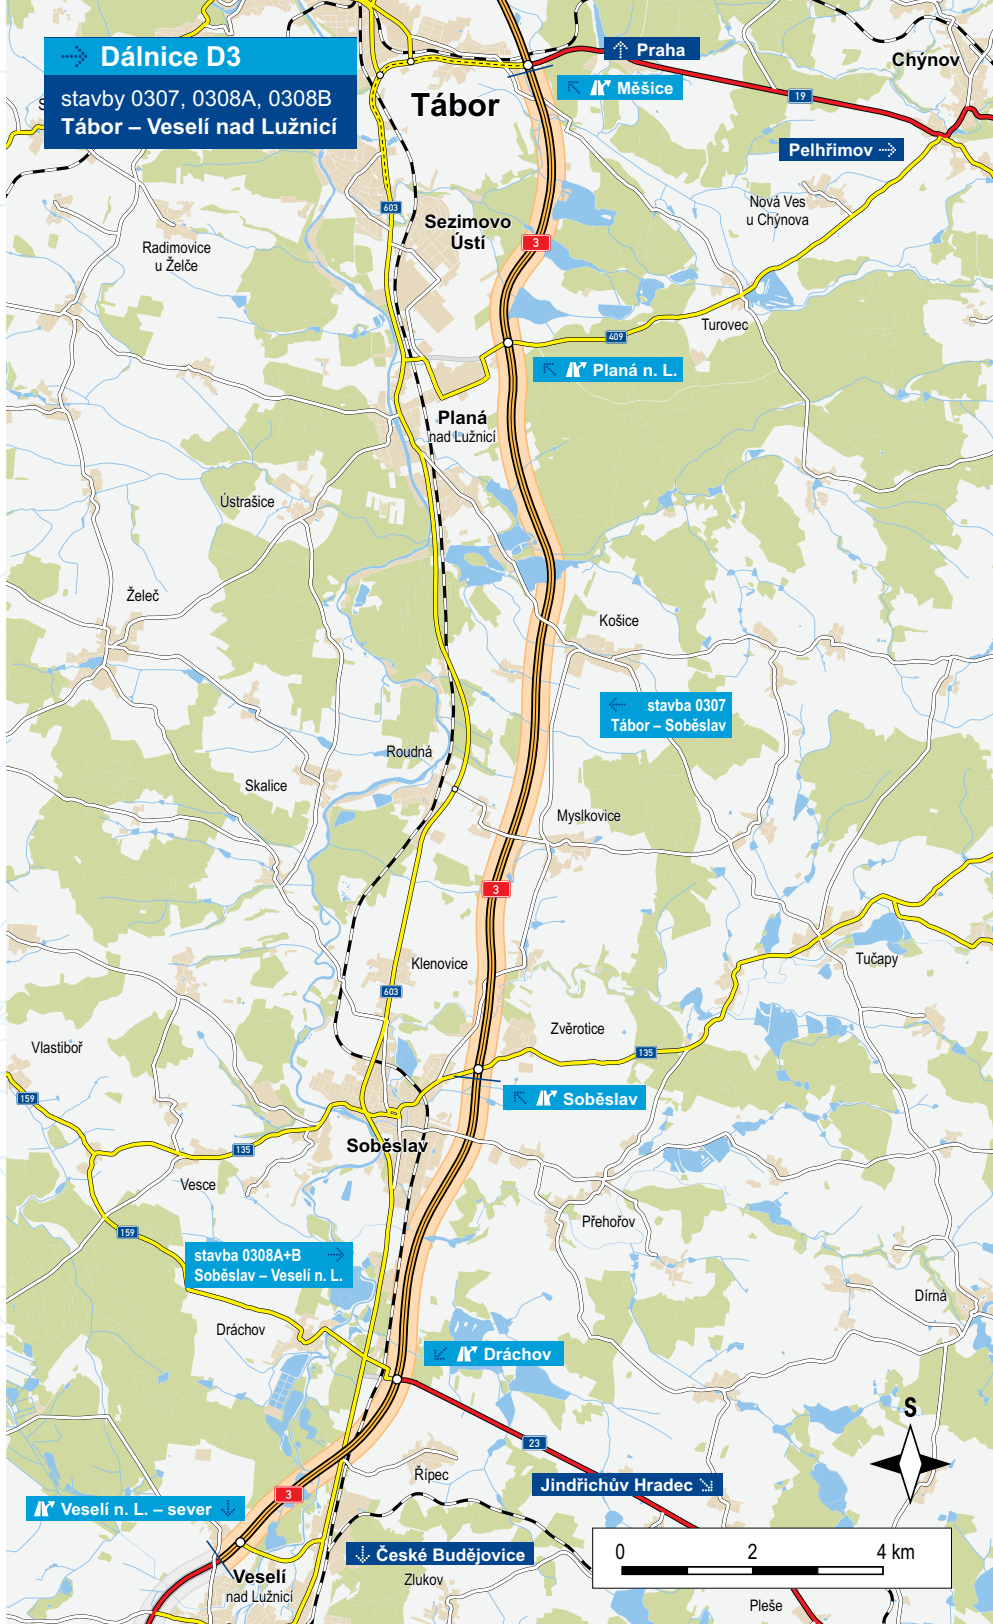 Dálnice D3
stavby 0307, 0308A, 0308B
Tábor – Veselí nad Lužnicí
Praha
Chýnov
Měšice
Tábor
19
Pelhřimov
603
Nová Ves
u Chýnova
Sezimovo
Ústí
3
Radimovice
u Želče
Turovec
409
Planá n. L.
Planá
nad Lužnicí
Ústrašice
Želeč
Košice
stavba 0307
Tábor – Soběslav
Roudná
Skalice
Myslkovice
3
Klenovice
Tučapy
603
Zvěrotice
135
Vlastiboř
159
Soběslav
Soběslav
135
Vesce
159
Přehořov
stavba 0308A+B
Soběslav – Veselí n. L.
Dírná
Dráchov
Dráchov
S
23
Řípec
Jindřichův Hradec
3
Veselí n. L. – sever
České Budějovice
0 2 4 km
Veselí
nad Lužnicí
Zlukov
Pleše